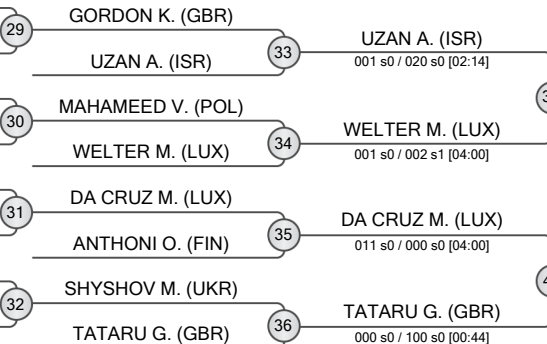 GORDON K. (GBR)
29
UZAN A. (ISR)
33
UZAN A. (ISR)
001 s0 / 020 s0 [02:14]
MAHAMEED V. (POL)
30
WELTER M. (LUX)
34
WELTER M. (LUX)
001 s0 / 002 s1 [04:00]
DA CRUZ M. (LUX)
31
ANTHONI O. (FIN)
35
DA CRUZ M. (LUX)
011 s0 / 000 s0 [04:00]
SHYSHOV M. (UKR)
32
TATARU G. (GBR)
36
TATARU G. (GBR)
000 s0 / 100 s0 [00:44]